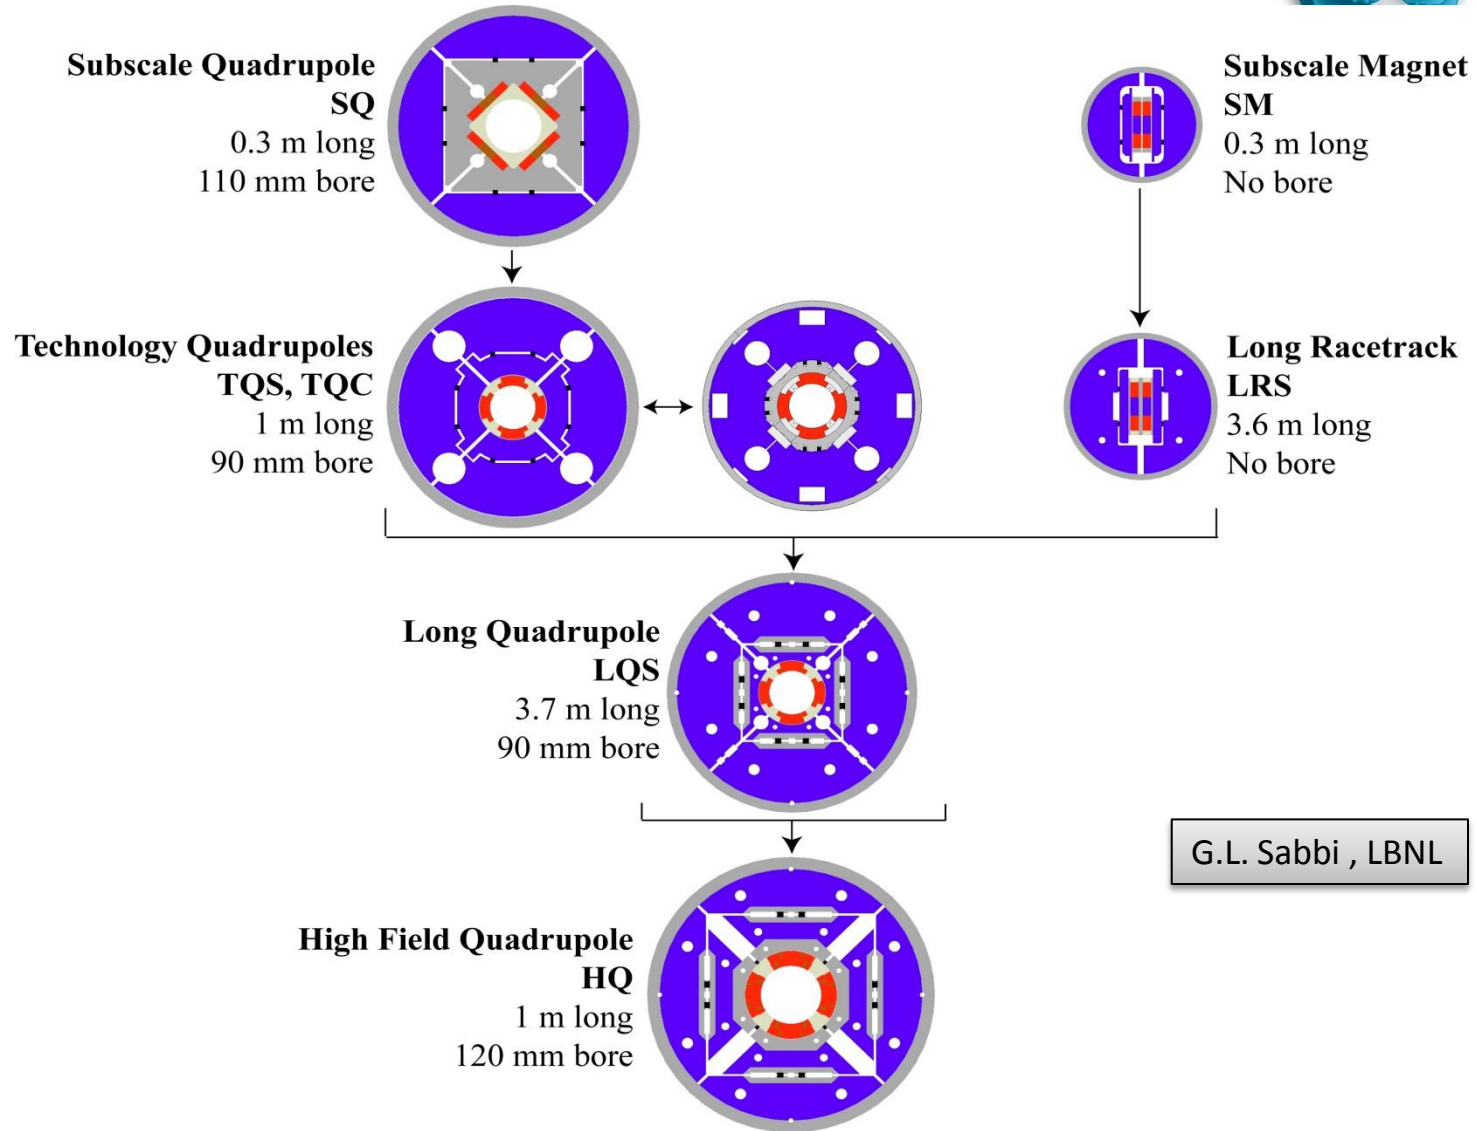 Subscale Quadrupole
SQ
0.3 m long
110 mm bore
Subscale Magnet
SM
0.3 m long
No bore
Technology Quadrupoles
TQS, TQC
1 m long
90 mm bore
Long Racetrack
LRS
3.6 m long
No bore
Long Quadrupole
LQS
3.7 m long
90 mm bore
G.L. Sabbi , LBNL
High Field Quadrupole
HQ
1 m long
120 mm bore